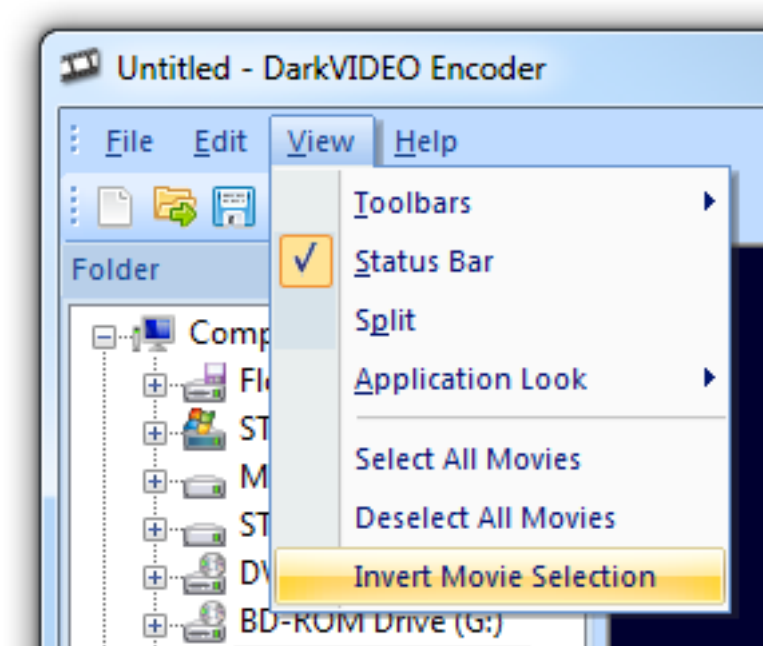 Untitled - DarkVIDEO Encoder
File Edit View Help
Toolbars
Folder
Status Bar
Split
Application Look
Select All Movies
Deselect All Movies
Invert Movie Selection
BD-ROM Drive (G:)